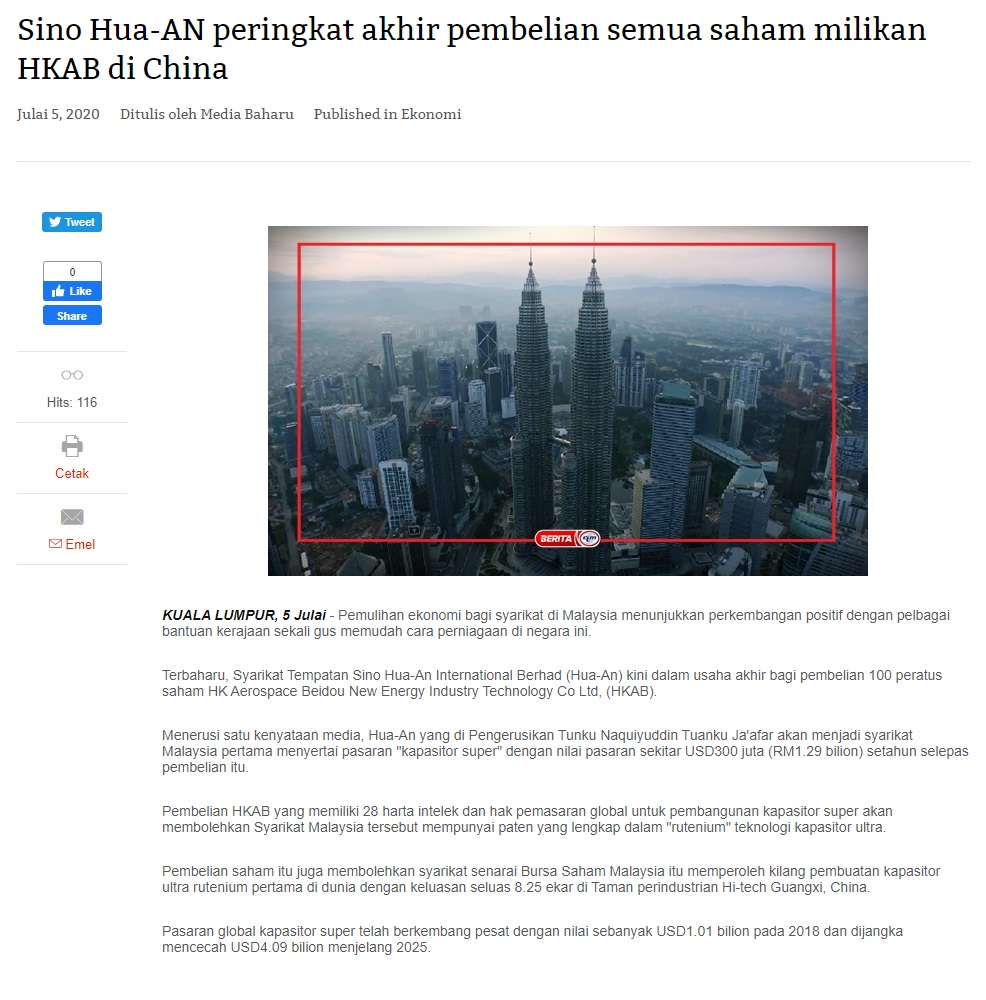 Sino Hua-AN peringkat akhir pembelian semua saham milikan
HKAB di China
Julai 5, 2020 Ditulis oleh Media Baharu Published in Ekonomi
Tweet
0
Like
Share
Hits: 116
Cetak
Emel
BERITA
KUALA LUMPUR, 5 Julai - Pemulihan ekonomi bagi syarikat di Malaysia menunjukkan perkembangan positif dengan pelbagai
bantuan kerajaan sekali gus memudah cara perniagaan di negara ini.
Terbaharu, Syarikat Tempatan Sino Hua-An International Berhad (Hua-An) kini dalam usaha akhir bagi pembelian 100 peratus
saham HK Aerospace Beidou New Energy Industry Technology Co Ltd, (HKAB).
Menerusi satu kenyataan media, Hua-An yang di Pengerusikan Tunku Naquiyuddin Tuanku Ja'afar akan menjadi syarikat
Malaysia pertama menyertai pasaran "kapasitor super" dengan nilai pasaran sekitar USD300 juta (RM1.29 bilion) setahun selepas
pembelian itu.
Pembelian HKAB yang memiliki 28 harta intelek dan hak pemasaran global untuk pembangunan kapasitor super akan
membolehkan Syarikat Malaysia tersebut mempunyai paten yang lengkap dalam "rutenium" teknologi kapasitor ultra.
Pembelian saham itu juga membolehkan syarikat senarai Bursa Saham Malaysia itu memperoleh kilang pembuatan kapasitor
ultra rutenium pertama di dunia dengan keluasan seluas 8.25 ekar di Taman perindustrian Hi-tech Guangxi, China.
Pasaran global kapasitor super telah berkembang pesat dengan nilai sebanyak USD1.01 bilion pada 2018 dan dijangka
mencecah USD4.09 bilion menjelang 2025.